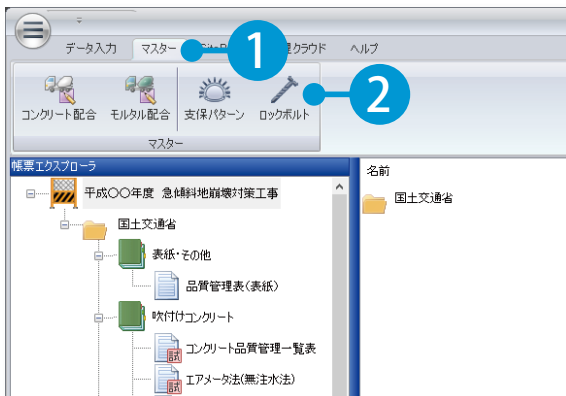 データ入力 マスター 1 クラウド ヘルプ
2
コンクリート配合 モルタル配合 支保パターン ロックボルト
マスター
帳票エクスプローラ
名前
平成〇〇年度 急傾斜地崩壊対策工事
国土交通省
国土交通省
表紙・その他
品質管理表(表紙)
吹付けコンクリート
試 コンクリート品質管理一覧表
試 エアメータ法(無注水法)